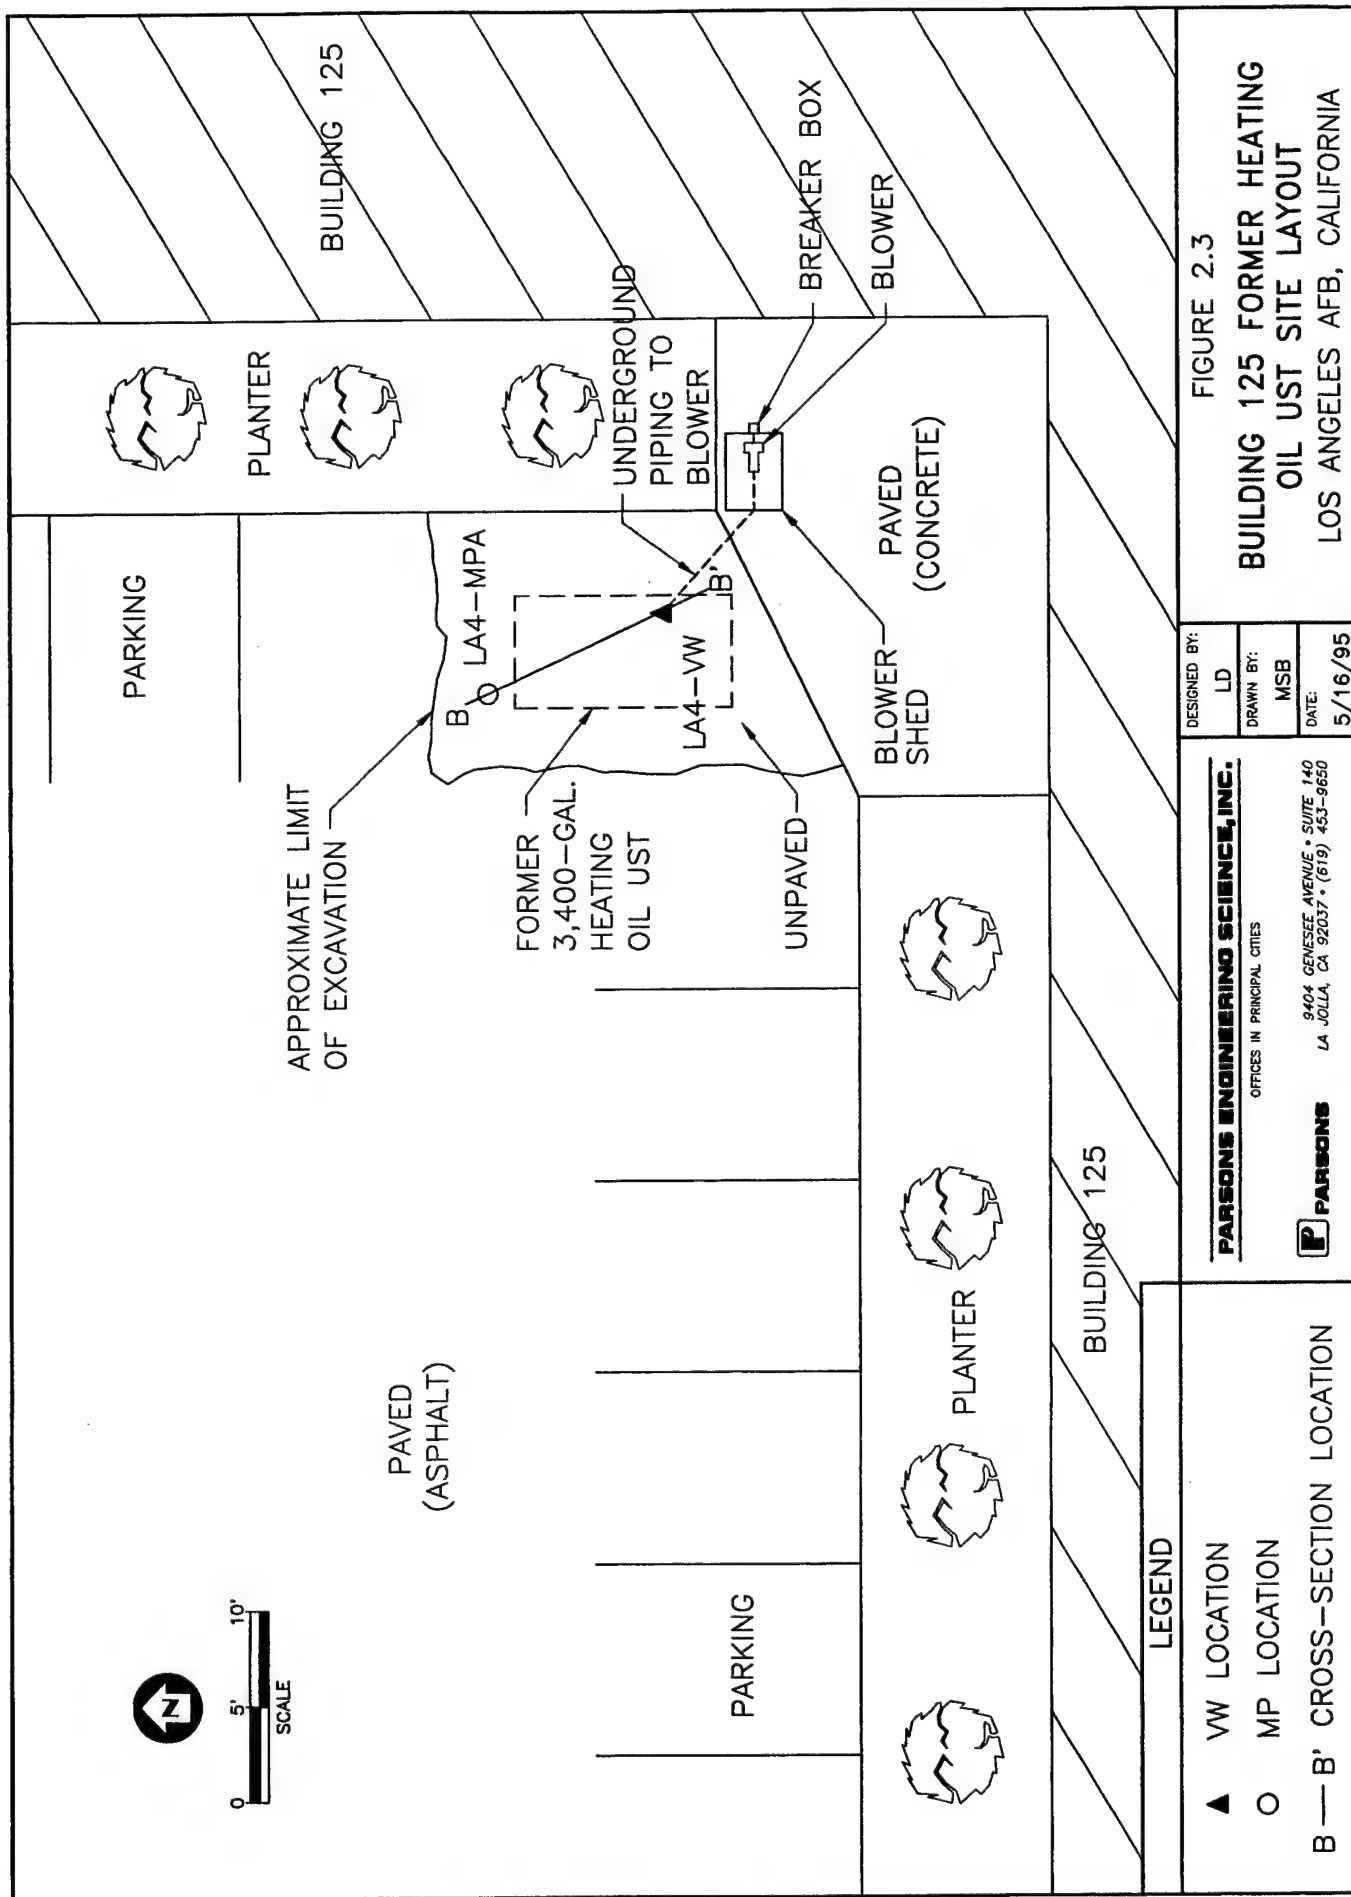 0
5'
10'
SCALE
N
PAVED
(ASPHALT)
PARKING
PARKING
APPROXIMATE LIMIT
OF EXCAVATION
B
LA4-MPA
FORMER
3,400-GAL.
HEATING
OIL UST
LA4-VW
B'
UNPAVED
PLANTER
BUILDING 125
UNDERGROUND
PIPING TO
BLOWER
BREAKER BOX
BLOWER
BLOWER
SHED
PAVED
(CONCRETE)
PLANTER
BUILDING 125
LEGEND
VW LOCATION
MP LOCATION
B — B' CROSS-SECTION LOCATION
PARSONS ENGINEERING SCIENCE, INC.
OFFICES IN PRINCIPAL CITIES
P PARSONS
9404 GENESEE AVENUE • SUITE 140
LA JOLLA, CA 92037 • (619) 453-9650
DESIGNED BY:
LD
DRAWN BY:
MSB
DATE:
5/16/95
FIGURE 2.3
BUILDING 125 FORMER HEATING
OIL UST SITE LAYOUT
LOS ANGELES AFB, CALIFORNIA